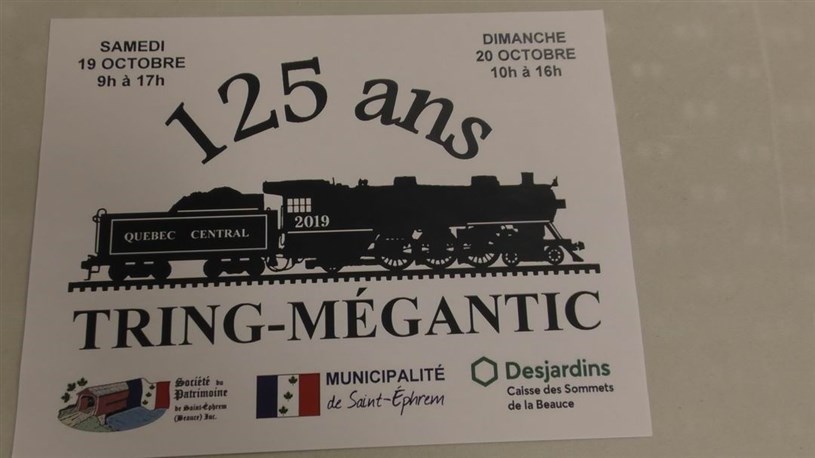 SAMEDI
19 OCTOBRE
9h à 17h
DIMANCHE
20 OCTOBRE
10h à 16h
125 ans
QUEBEC CENTRAL
2019
TRING-MÉGANTIC
Société du
Patrimoine
de Saint-Éphrem
(Beauce) Inc.
MUNICIPALITÉ
de Saint-Éphrem
Desjardins
Caisse des Sommets
de la Beauce